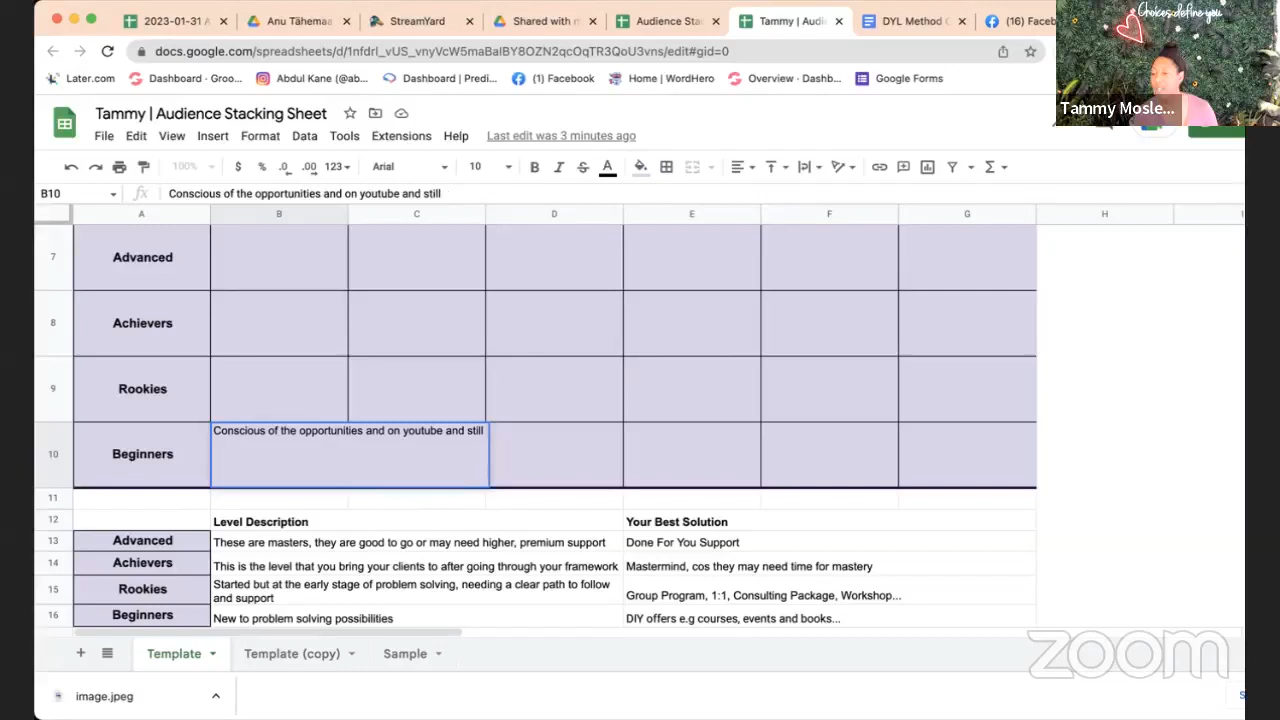 2023-01-31 A
Anu Tähemaa
StreamYard
Shared with m
Audience Sta
Tammy | Audi
DYL Method C
(16) Faceb
Choices define you
docs.google.com/spreadsheets/d/1nfdrl_vUS_vnyVcW5maBaIBY8OZN2qcOqTR3QoU3vns/edit#gid=0
Later.com
Dashboard - Groo...
Abdul Kane (@ab...
Dashboard | Predi...
(1) Facebook
Home | WordHero
Overview - Dashb...
Google Forms
Tammy Mosle...
Tammy | Audience Stacking Sheet
File Edit View Insert Format Data Tools Extensions Help Last edit was 3 minutes ago
100% $ % .0 .00 123 Arial 10 B I S A
B10 fx Conscious of the opportunities and on youtube and still
A B C D E F G H I
7 Advanced
8 Achievers
9 Rookies
10 Beginners Conscious of the opportunities and on youtube and still
11
12 Level Description Your Best Solution
13 Advanced These are masters, they are good to go or may need higher, premium support Done For You Support
14 Achievers This is the level that you bring your clients to after going through your framework Mastermind, cos they may need time for mastery
15 Rookies Started but at the early stage of problem solving, needing a clear path to follow
and support Group Program, 1:1, Consulting Package, Workshop...
16 Beginners New to problem solving possibilities DIY offers e.g courses, events and books...
Template Template (copy) Sample
zoom
image.jpeg
S